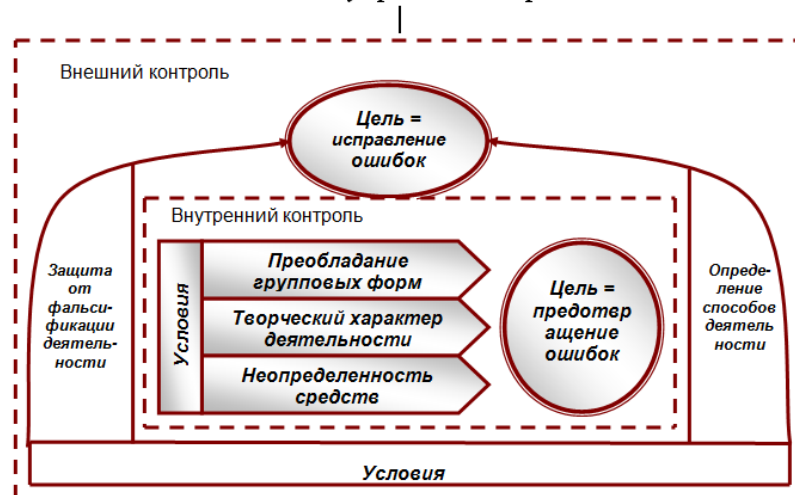 Внешний контроль
Цель =
исправление
ошибок
Внутренний контроль
Защита
от
фальси-
фикации
деятель-
ности
Условия
Преобладание
групповых форм
Творческий характер
деятельности
Неопределенность
средств
Цель =
предотвр
ащение
ошибок
Опреде-
ление
способов
деятель
ности
Условия